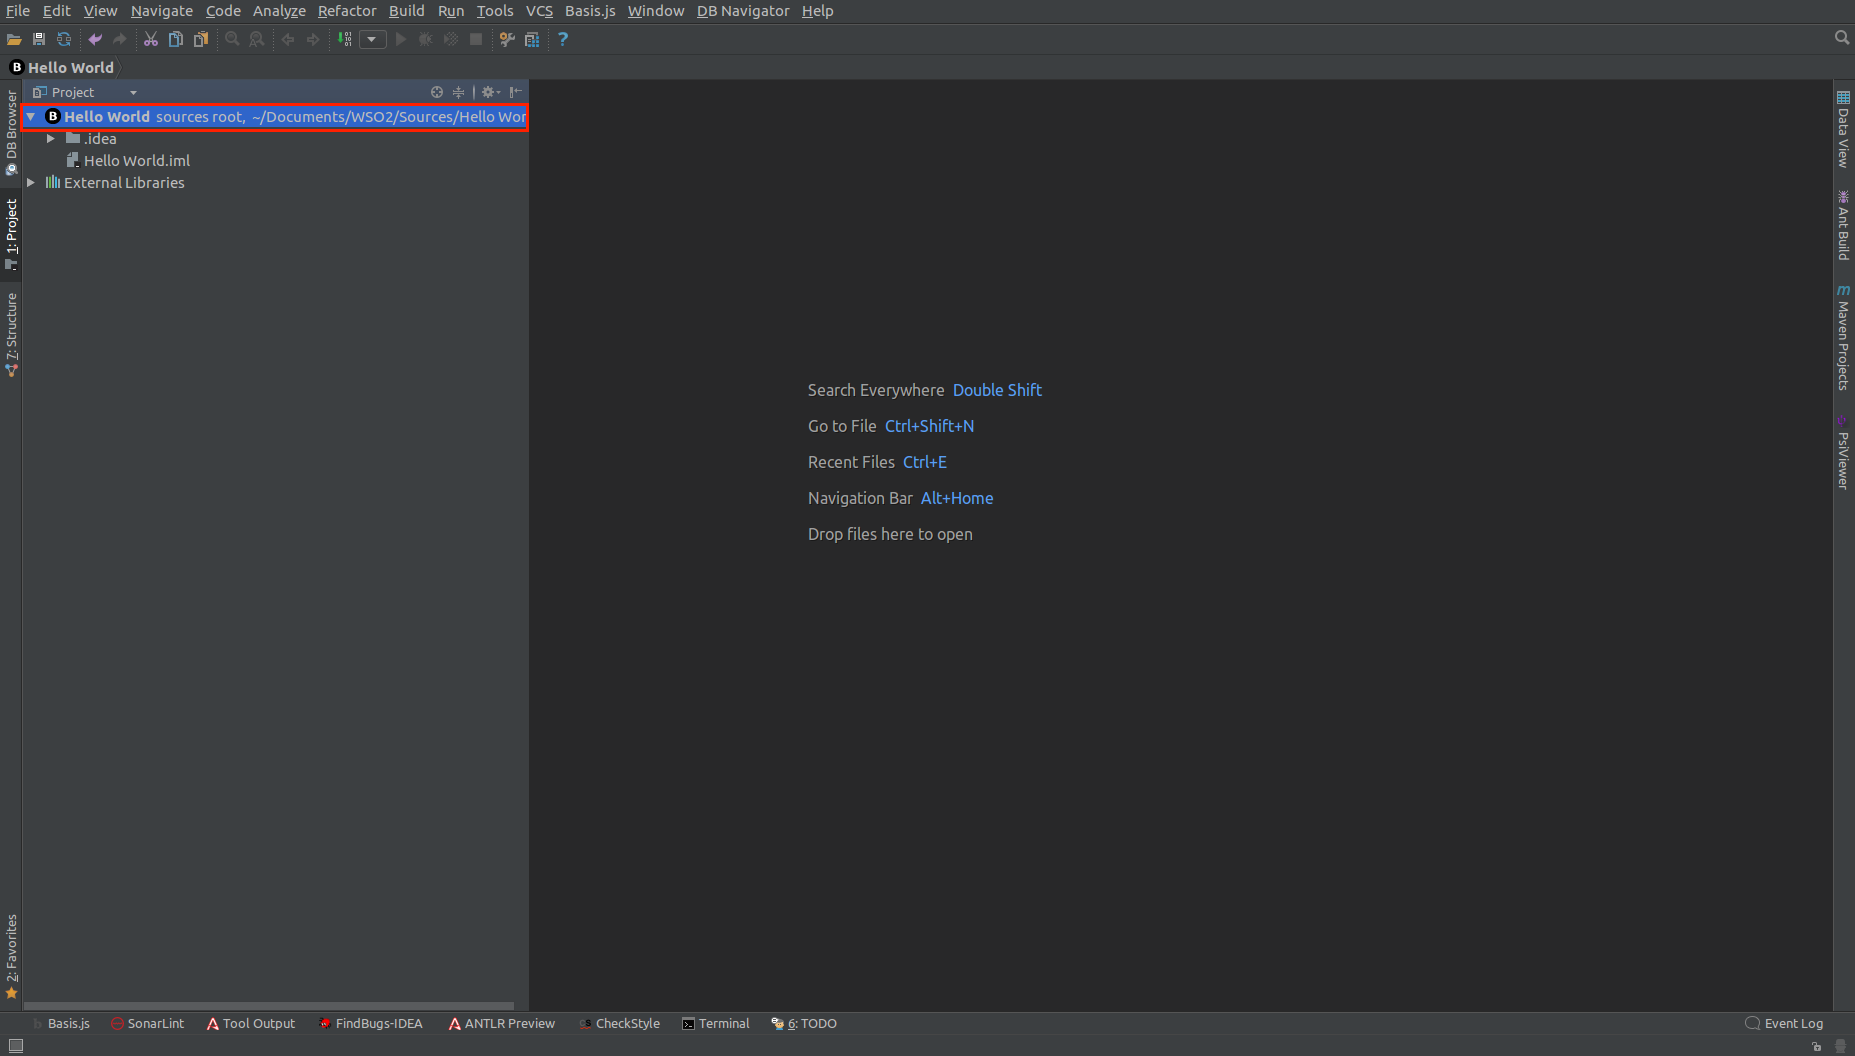 File Edit View Navigate Code Analyze Refactor Build Run Tools VCS Basis.js Window DB Navigator Help
Hello World
Project
Hello World sources root, ~/Documents/WSO2/Sources/Hello Wor
.idea
Hello World.iml
External Libraries
DB Browser
1: Project
7: Structure
2: Favorites
Search Everywhere Double Shift
Go to File Ctrl+Shift+N
Recent Files Ctrl+E
Navigation Bar Alt+Home
Drop files here to open
Data View
Ant Build
Maven Projects
PsiViewer
Basis.js SonarLint Tool Output FindBugs-IDEA ANTLR Preview CheckStyle Terminal 6: TODO Event Log